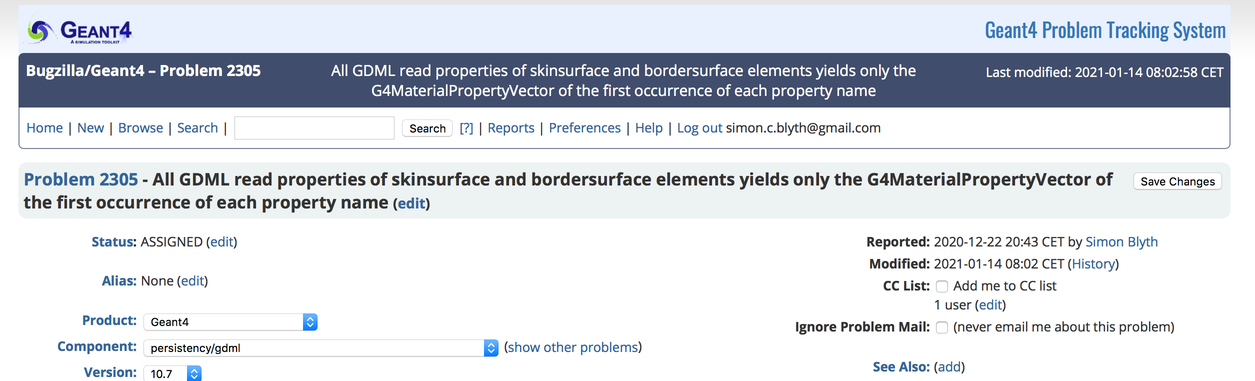 GEANT4
A SIMULATION TOOLKIT
Geant4 Problem Tracking System
Bugzilla/Geant4 – Problem 2305
All GDML read properties of skinsurface and bordersurface elements yields only the
G4MaterialPropertyVector of the first occurrence of each property name
Last modified: 2021-01-14 08:02:58 CET
Home | New | Browse | Search | Search [?] | Reports | Preferences | Help | Log out simon.c.blyth@gmail.com
Problem 2305 - All GDML read properties of skinsurface and bordersurface elements yields only the G4MaterialPropertyVector of
the first occurrence of each property name (edit)
Save Changes
Status: ASSIGNED (edit)
Alias: None (edit)
Product: Geant4
Component: persistency/gdml (show other problems)
Version: 10.7
Reported: 2020-12-22 20:43 CET by Simon Blyth
Modified: 2021-01-14 08:02 CET (History)
CC List: Add me to CC list
1 user (edit)
Ignore Problem Mail: (never email me about this problem)
See Also: (add)